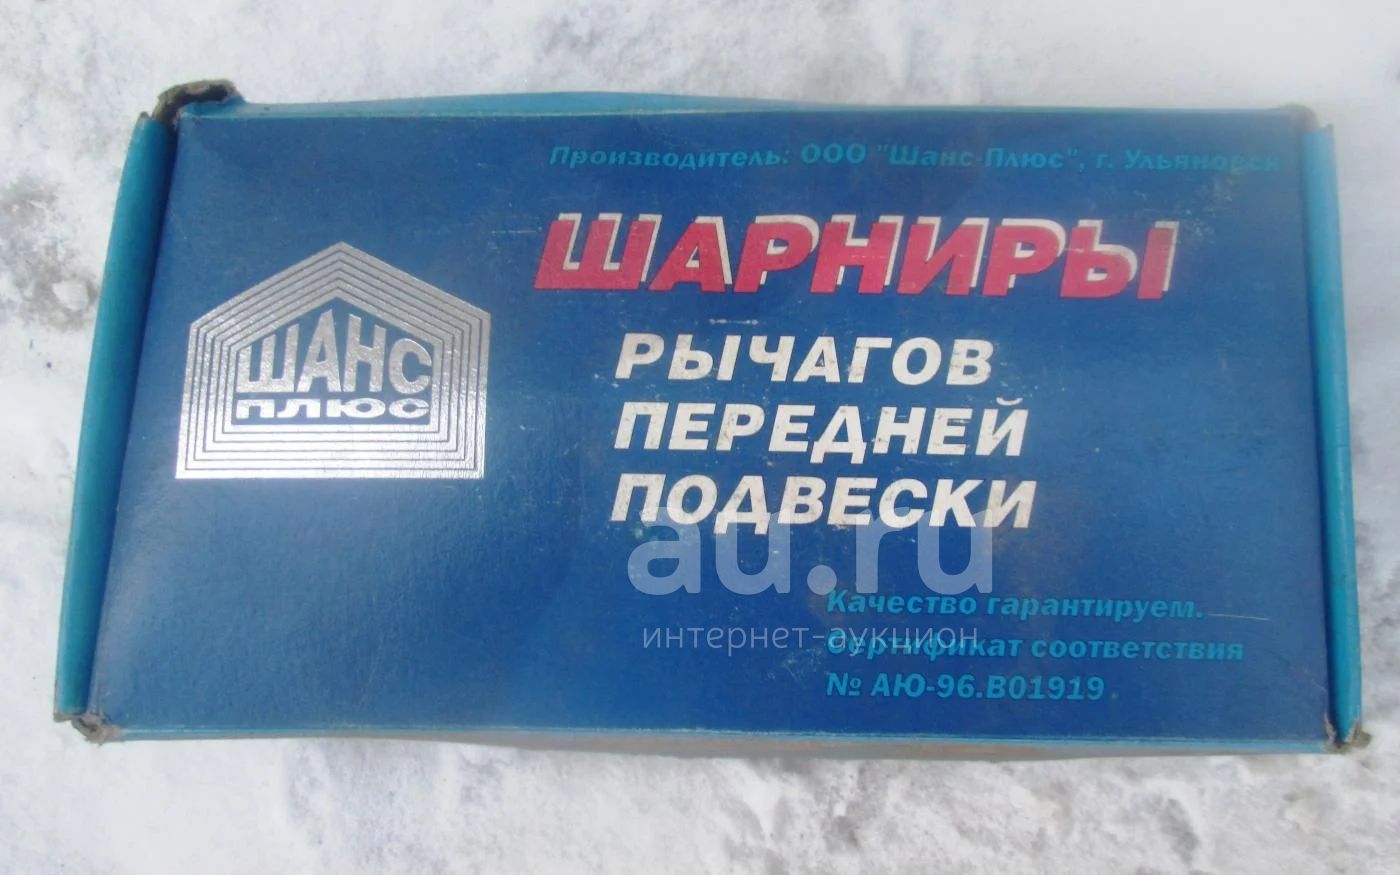 Производитель: ООО "Шанс-Плюс", г. Ульяновск
ШАРНИРЫ
ШАНС
ПЛЮС
РЫЧАГОВ
ПЕРЕДНЕЙ
ПОДВЕСКИ
au.ru
интернет-аукцион
Качество гарантируем.
Сертификат соответствия
№ АЮ-96.В01919